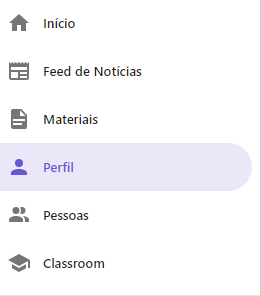 Início
Feed de Notícias
Materiais
Perfil
Pessoas
Classroom